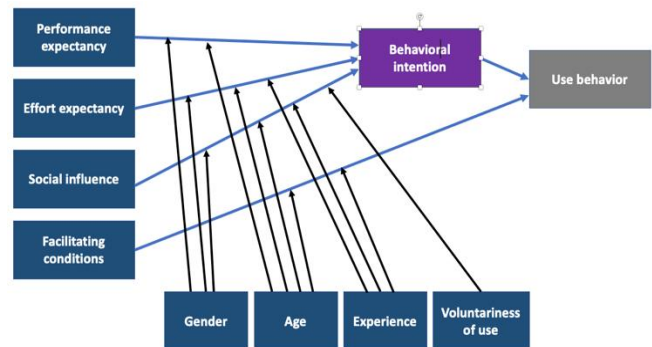 Performance
expectancy
Behavioral
intention
Use behavior
Effort expectancy
Social influence
Facilitating
conditions
Gender
Age
Experience
Voluntariness
of use